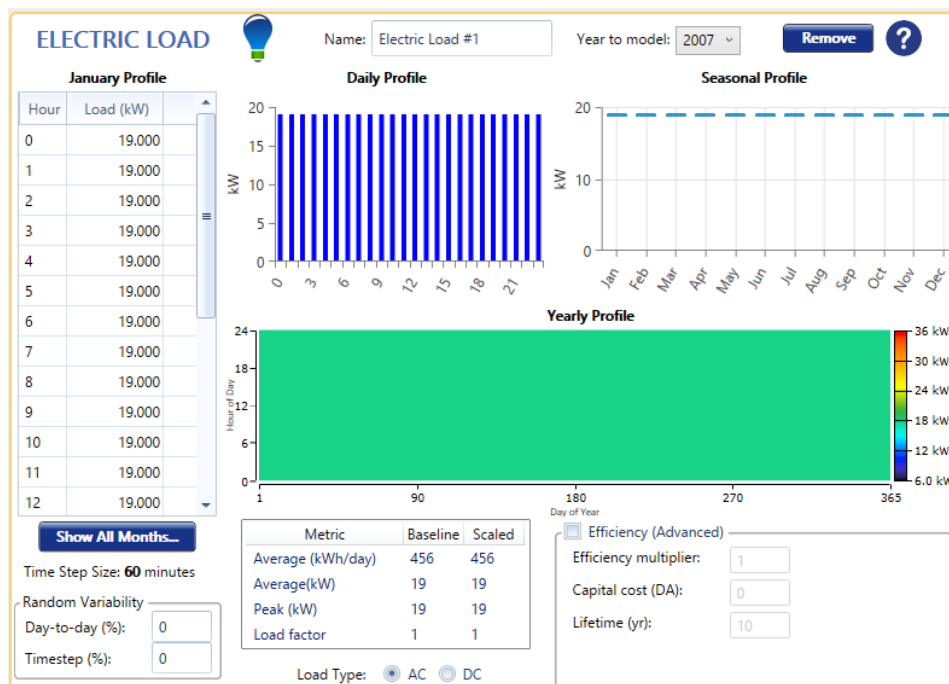 ELECTRIC LOAD
Name: Electric Load #1
Year to model: 2007
Remove
?
January Profile
Hour Load (kW)
0 19.000
1 19.000
2 19.000
3 19.000
4 19.000
5 19.000
6 19.000
7 19.000
8 19.000
9 19.000
10 19.000
11 19.000
12 19.000
Show All Months...
Time Step Size: 60 minutes
Random Variability
Day-to-day (%): 0
Timestep (%): 0
Daily Profile
kW
20
15
10
5
0
0 3 6 9 12 15 18 21
Seasonal Profile
kW
20
10
0
Jan Feb Mar Apr May Jun Jul Aug Sep Oct Nov Dec
Yearly Profile
Hour of Day
24
18
12
6
0
1 90 180 270 365
Day of Year
36 kW
30 kW
24 kW
18 kW
12 kW
6.0 kW
Metric Baseline Scaled
Average (kWh/day) 456 456
Average(kW) 19 19
Peak (kW) 19 19
Load factor 1 1
Load Type: AC DC
Efficiency (Advanced)
Efficiency multiplier: 1
Capital cost (DA): 0
Lifetime (yr): 10